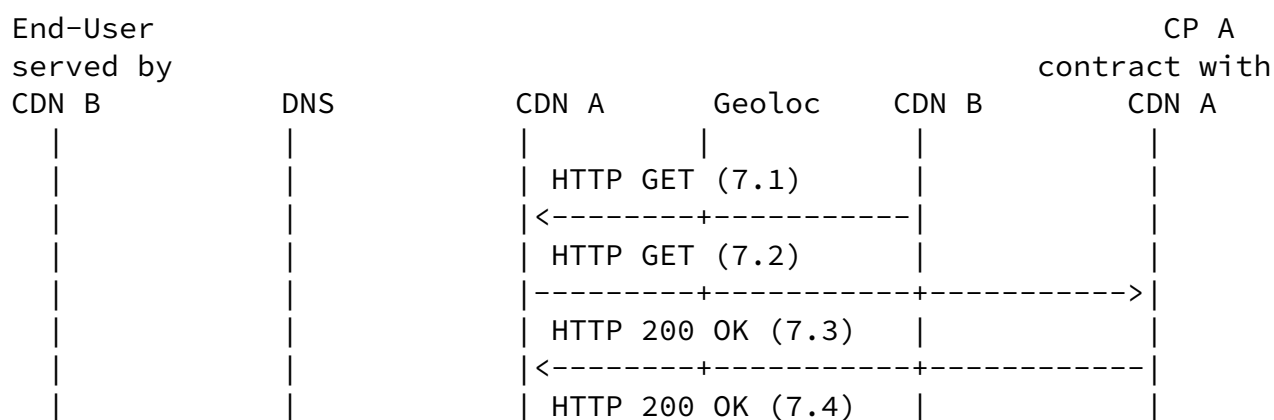 End-User                                                              CP A
served by                                                      contract with
CDN B            DNS            CDN A       Geoloc     CDN B         CDN A
  |               |               |           |             |               |
  |               |               | HTTP GET (7.1)        |               |
  |               |               |<--------+-----------|               |
  |               |               | HTTP GET (7.2)        |               |
  |               |               |---------+-----------+----------->|
  |               |               | HTTP 200 OK (7.3)    |               |
  |               |               |<--------+-----------+------------|
  |               |               | HTTP 200 OK (7.4)    |               |